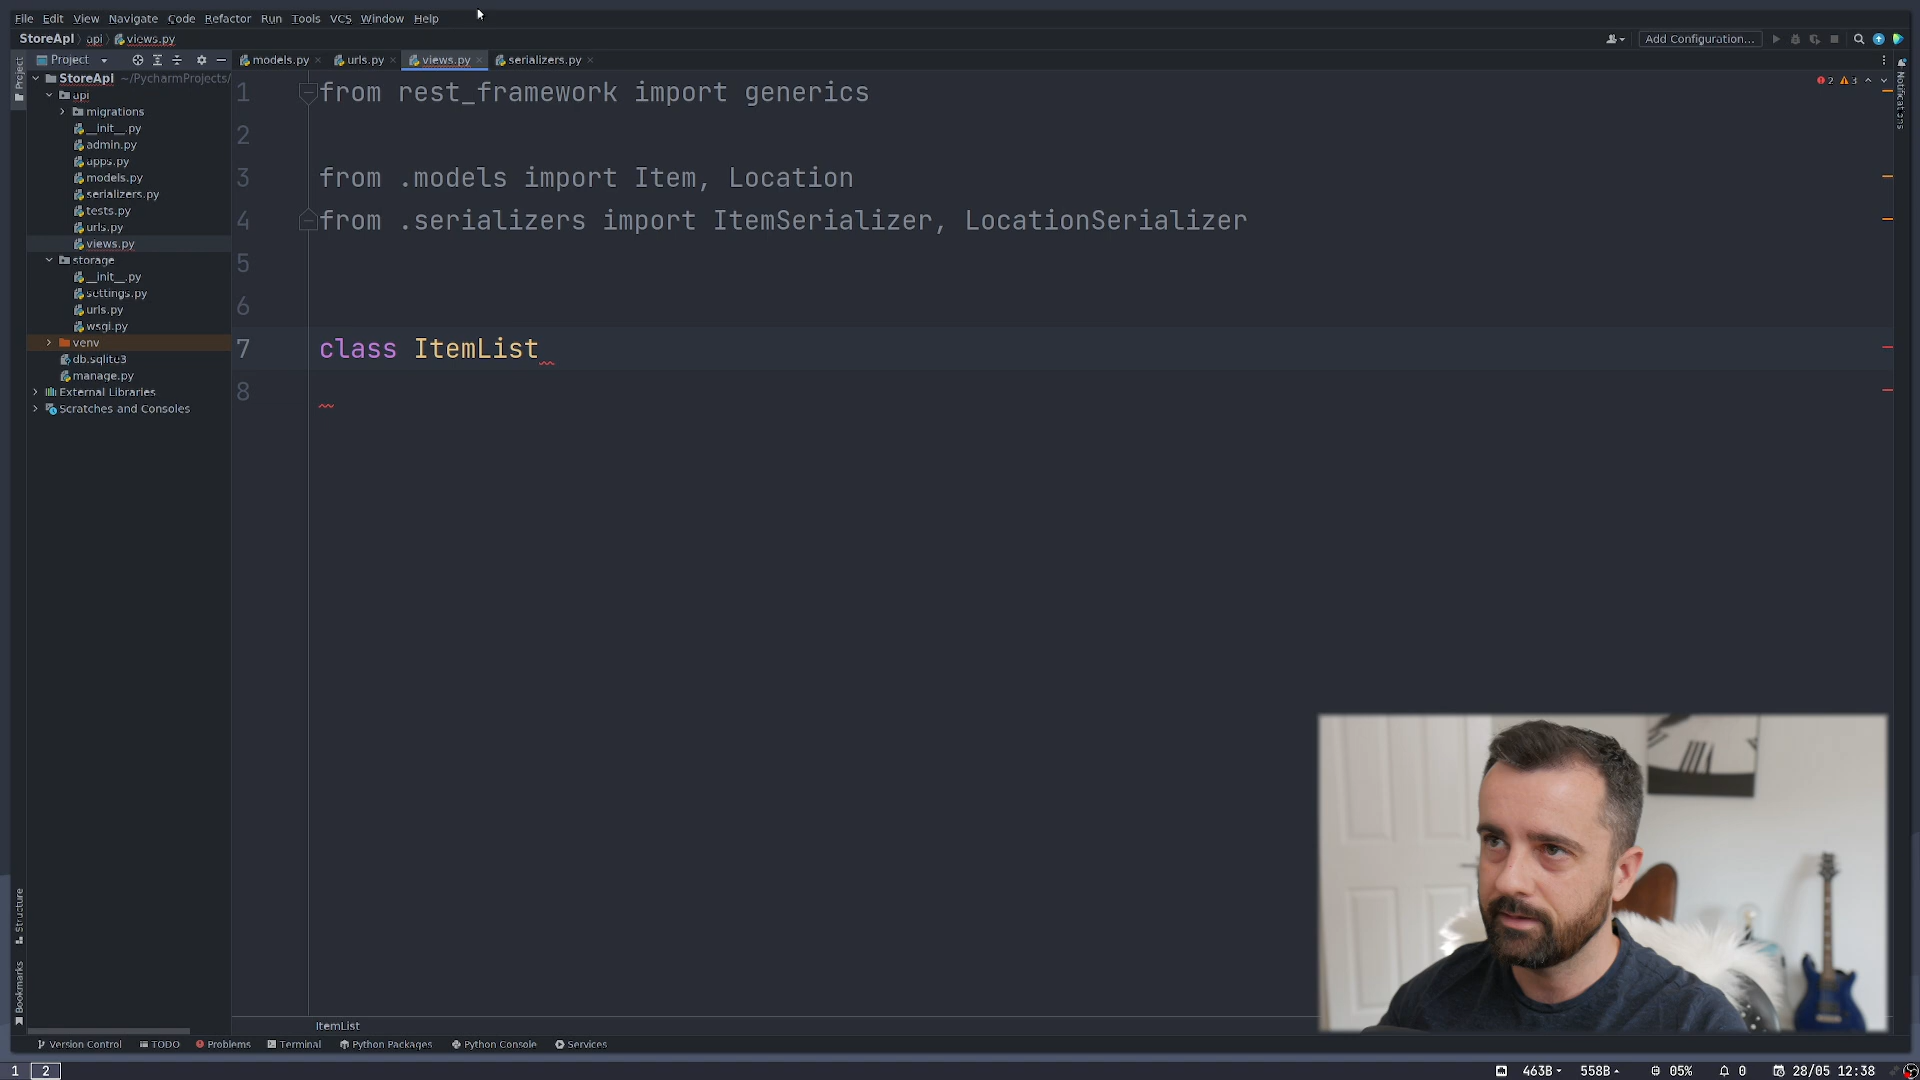 File Edit View Navigate Code Refactor Run Tools VCS Window Help
StoreApi api views.py
Add Configuration...
Project
Project
models.py urls.py views.py serializers.py
StoreApi ~/PycharmProjects/
api
migrations
__init__.py
admin.py
apps.py
models.py
serializers.py
tests.py
urls.py
views.py
storage
__init__.py
settings.py
urls.py
wsgi.py
venv
db.sqlite3
manage.py
External Libraries
Scratches and Consoles
1 from rest_framework import generics
2
3 from .models import Item, Location
4 from .serializers import ItemSerializer, LocationSerializer
5
6
7 class ItemList
8
2 3
Notifications
Structure
Bookmarks
ItemList
Version Control TODO Problems Terminal Python Packages Python Console Services
1 2
463B 558B 05% 0 28/05 12:38